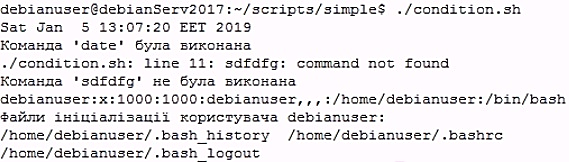 debianuser@debianServ2017:~/scripts/simple$ ./condition.sh
Sat Jan  5 13:07:20 EET 2019
Команда 'date' була виконана
./condition.sh: line 11: sdfdfg: command not found
Команда 'sdfdfg' не була виконана
debianuser:x:1000:1000:debianuser,,,:/home/debianuser:/bin/bash
Файли ініціалізації користувача debianuser:
/home/debianuser/.bash_history  /home/debianuser/.bashrc
/home/debianuser/.bash_logout